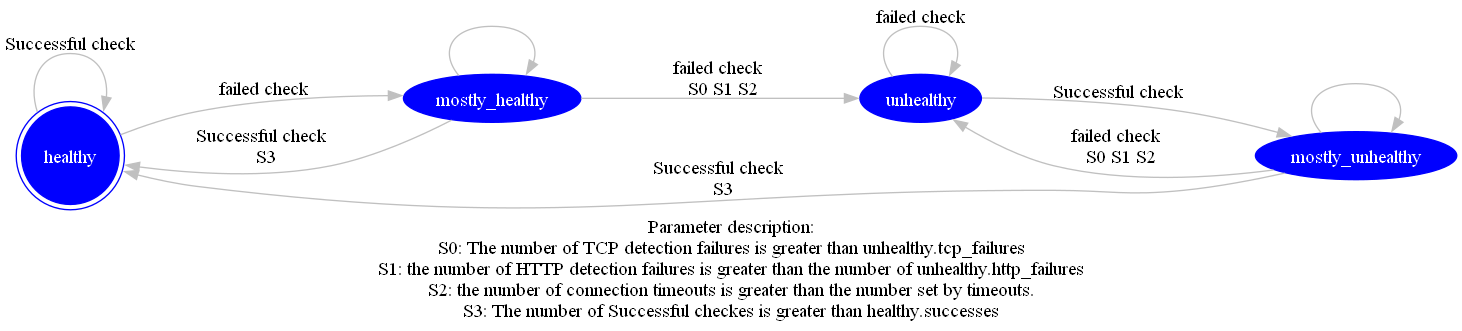 failed check
Successful check
failed check
S0 S1 S2
failed check
mostly_healthy
unhealthy
Successful check
Successful check
S3
failed check
S0 S1 S2
healthy
mostly_unhealthy
Successful check
S3
Parameter description:
S0: The number of TCP detection failures is greater than unhealthy.tcp_failures
S1: the number of HTTP detection failures is greater than the number of unhealthy.http_failures
S2: the number of connection timeouts is greater than the number set by timeouts.
S3: The number of Successful checkes is greater than healthy.successes